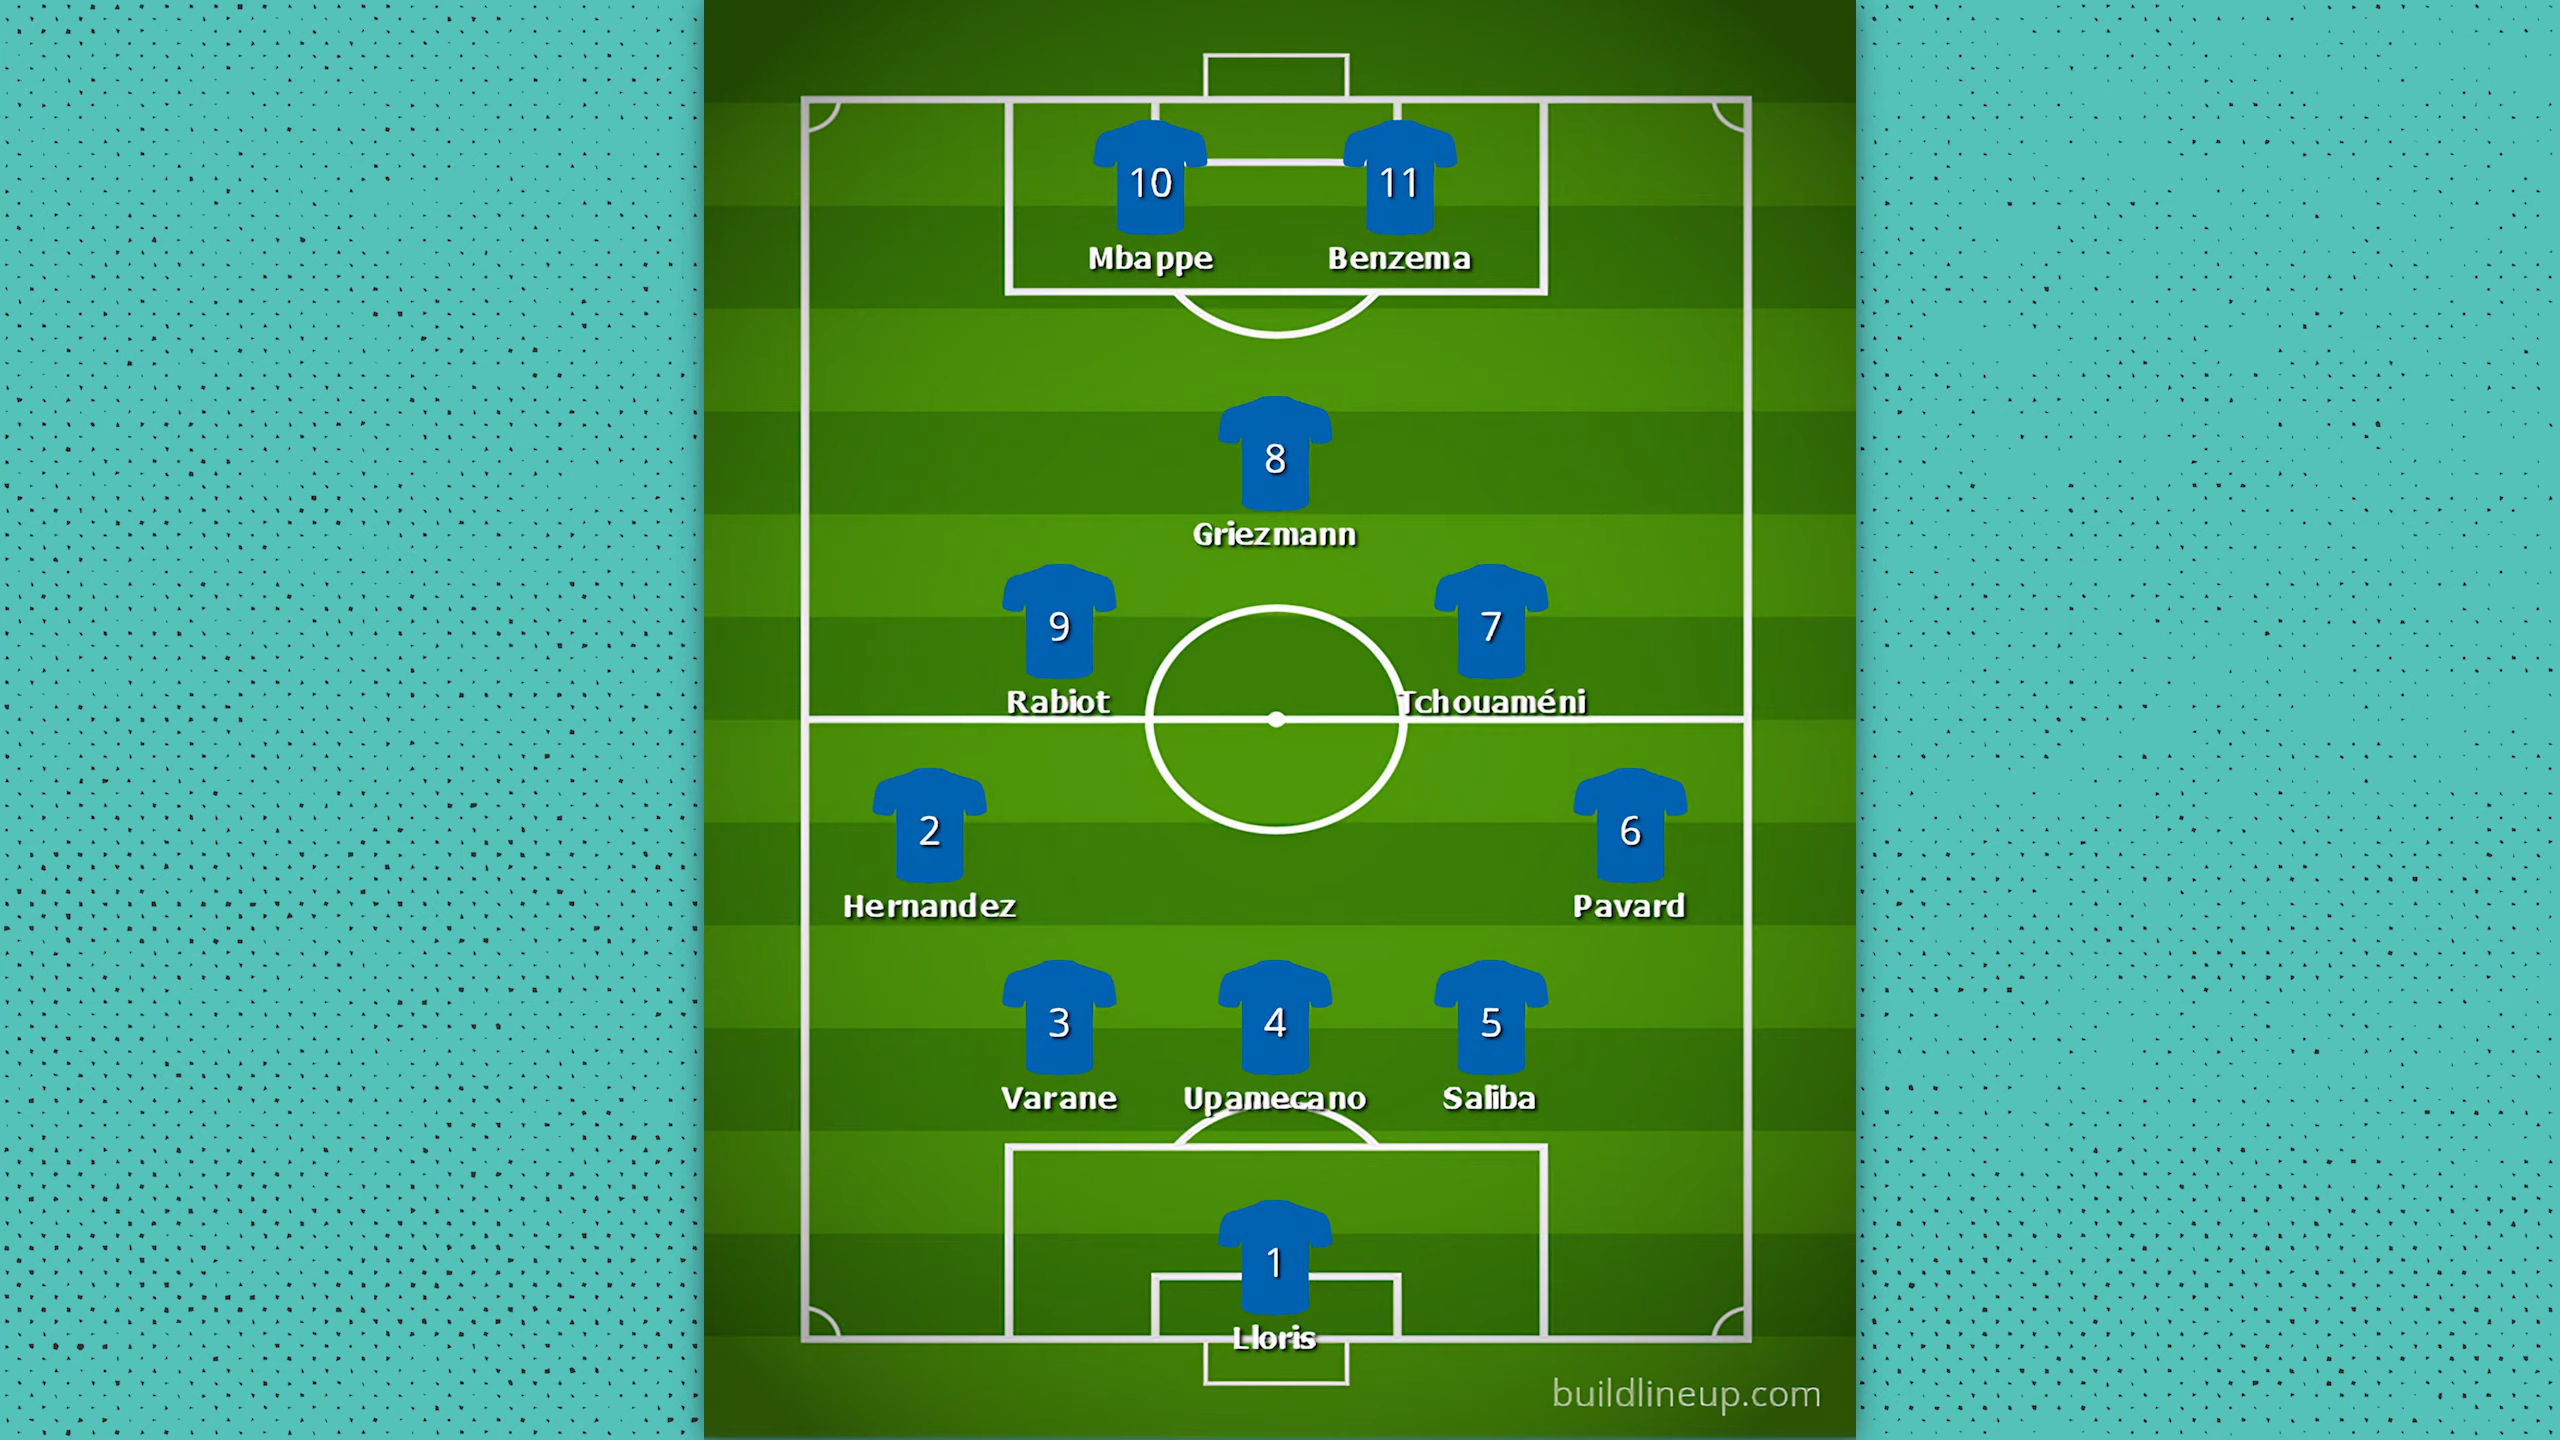 10 11
Mbappe Benzema
8
Griezmann
9 7
Rabiot Tchouaméni
2 6
Hernandez Pavard
3 4 5
Varane Upamecano Saliba
1
Lloris
buildlineup.com